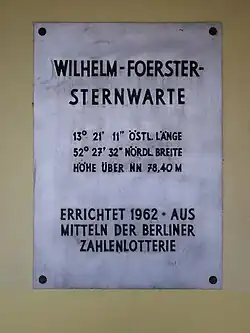 WILHELM-FOERSTER-
STERNWARTE
13° 21' 11" ÖSTL. LÄNGE
52° 27' 32" NÖRDL. BREITE
HÖHE ÜBER NN 78,40 M
ERRICHTET 1962 · AUS
MITTELN DER BERLINER
ZAHLENLOTTERIE